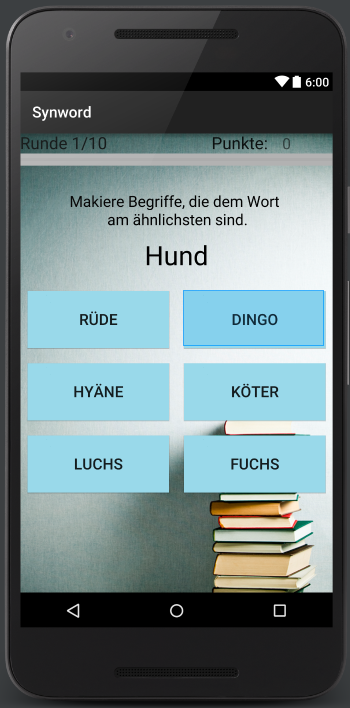 6:00
Synword
Runde 1/10 Punkte: 0
Makiere Begriffe, die dem Wort
am ähnlichsten sind.
Hund
RÜDE DINGO
HYÄNE KÖTER
LUCHS FUCHS